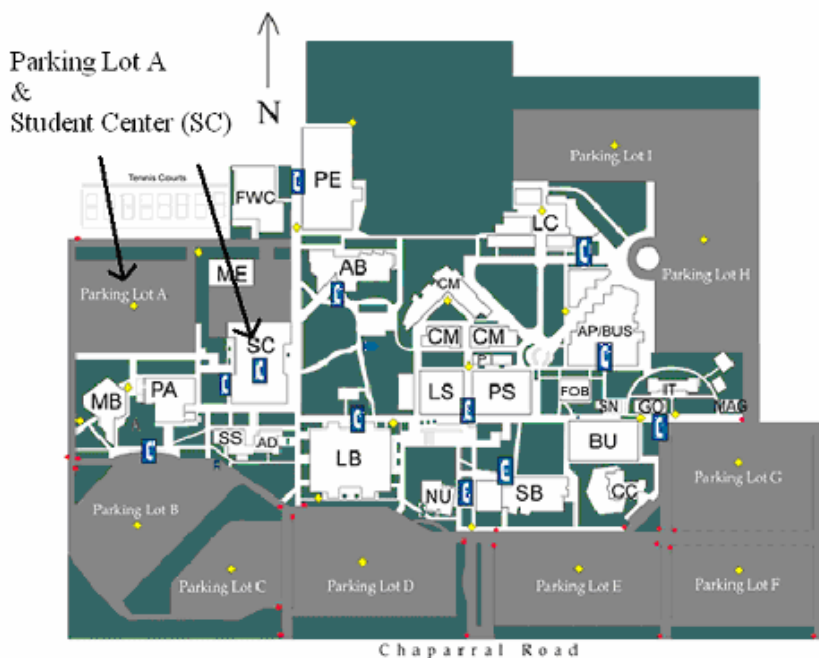 Parking Lot A
&
Student Center (SC)
N
Parking Lot I
PE
Tennis Courts
FWC
LC
AB
Parking Lot H
ME
CM
Parking Lot A
SC
CM
CM
AP/BUS
MB
PA
LS
PS
FOB
IT
SN
GO
MAG
SS
AD
LB
BU
Parking Lot G
NU
SB
CC
Parking Lot B
Parking Lot C
Parking Lot D
Parking Lot E
Parking Lot F
Chaparral Road